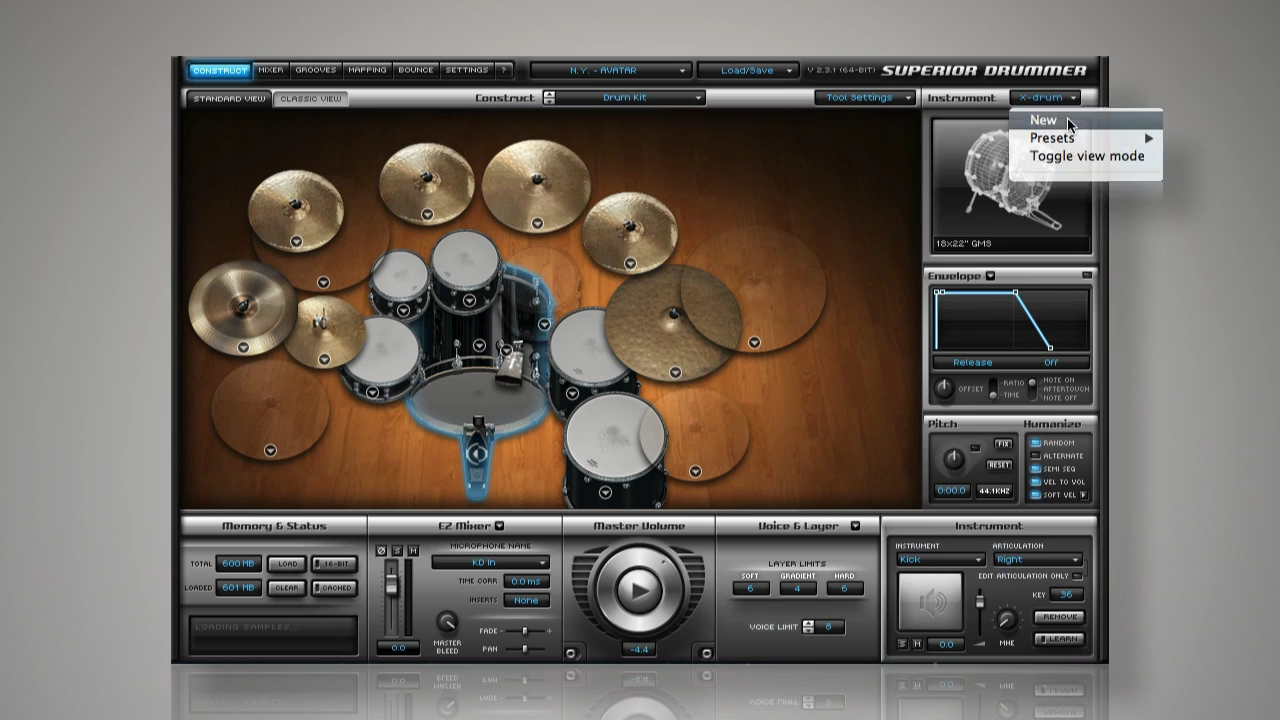 CONSTRUCT MIXER GROOVES MAPPING BOUNCE SETTINGS ? N.Y. - AVATAR Load/Save V 2.3.1 (64-BIT) SUPERIOR DRUMMER
STANDARD VIEW CLASSIC VIEW Construct Drum Kit Tool Settings Instrument X-drum
New
Presets
Toggle view mode
18x22" GMS
Envelope
Release Off
OFFSET RATIO TIME NOTE ON AFTERTOUCH NOTE OFF
Pitch Humanize
FIX RANDOM
ALTERNATE
RESET SEMI SEQ
VEL TO VOL
0:00.0 44.1KHZ SOFT VEL
Memory & Status EZ Mixer Master Volume Voice & Layer Instrument
TOTAL 600 MB LOAD 16-BIT
LOADED 601 MB CLEAR CACHED
LOADING SAMPLES...
Ø S M MICROPHONE NAME
KD In
TIME CORR 0.0 ms
INSERTS None
FADE - +
MASTER BLEED PAN
0.0
-4.4
LAYER LIMITS
SOFT GRADIENT HARD
6 4 6
VOICE LIMIT 8
INSTRUMENT ARTICULATION
Kick Right
EDIT ARTICULATION ONLY
KEY 36
REMOVE
LEARN
S M 0.0 MHE